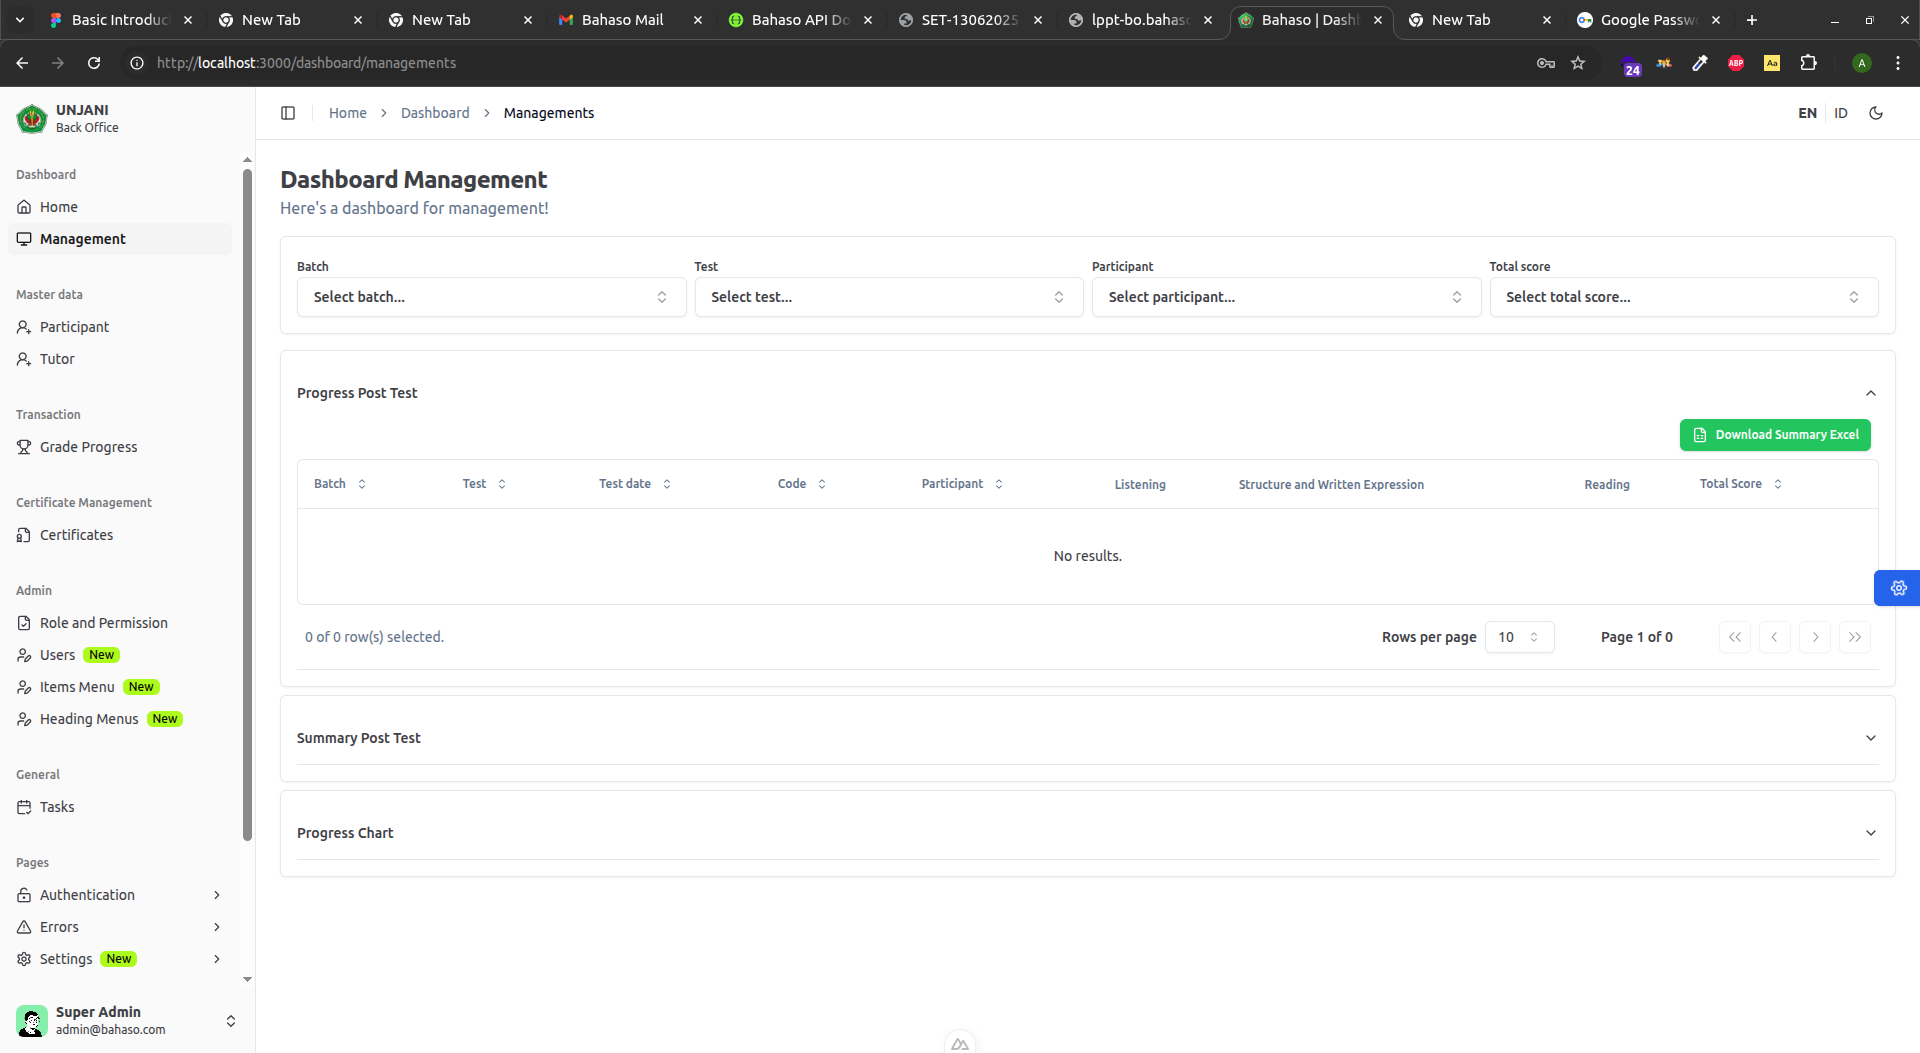 Basic Introduc
New Tab
New Tab
Bahaso Mail
Bahaso API Do
SET-13062025
lppt-bo.bahaso
Bahaso | Dashb
New Tab
Google Passw
http://localhost:3000/dashboard/managements
24
ABP
Aa
A
UNJANI
Back Office
Home
Dashboard
Managements
EN
ID
Dashboard
Home
Management
Master data
Participant
Tutor
Transaction
Grade Progress
Certificate Management
Certificates
Admin
Role and Permission
Users New
Items Menu New
Heading Menus New
General
Tasks
Pages
Authentication
Errors
Settings New
Super Admin
admin@bahaso.com
Dashboard Management
Here's a dashboard for management!
Batch Test Participant Total score
Select batch... Select test... Select participant... Select total score...
Progress Post Test
Download Summary Excel
Batch Test Test date Code Participant Listening Structure and Written Expression Reading Total Score
No results.
0 of 0 row(s) selected. Rows per page 10 Page 1 of 0
Summary Post Test
Progress Chart